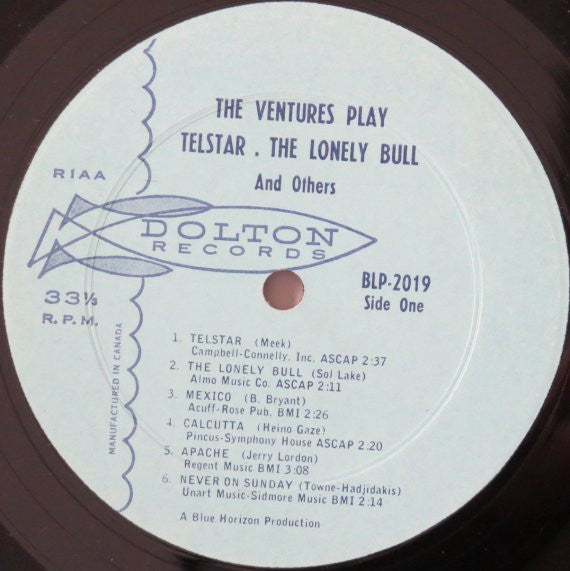 THE VENTURES PLAY
TELSTAR . THE LONELY BULL
And Others
RIAA
DOLTON
RECORDS
BLP-2019
Side One
33⅓
R.P.M.
MANUFACTURED IN CANADA
1. TELSTAR (Meek)
Campbell-Connelly, Inc. ASCAP 2:37
2. THE LONELY BULL (Sol Lake)
Almo Music Co. ASCAP 2:11
3. MEXICO (B. Bryant)
Acuff-Rose Pub. BMI 2:26
4. CALCUTTA (Heino Gaze)
Pincus-Symphony House ASCAP 2:20
5. APACHE (Jerry Lordon)
Regent Music BMI 3:08
6. NEVER ON SUNDAY (Towne-Hadjidakis)
Unart Music-Sidmore Music BMI 2:14
A Blue Horizon Production